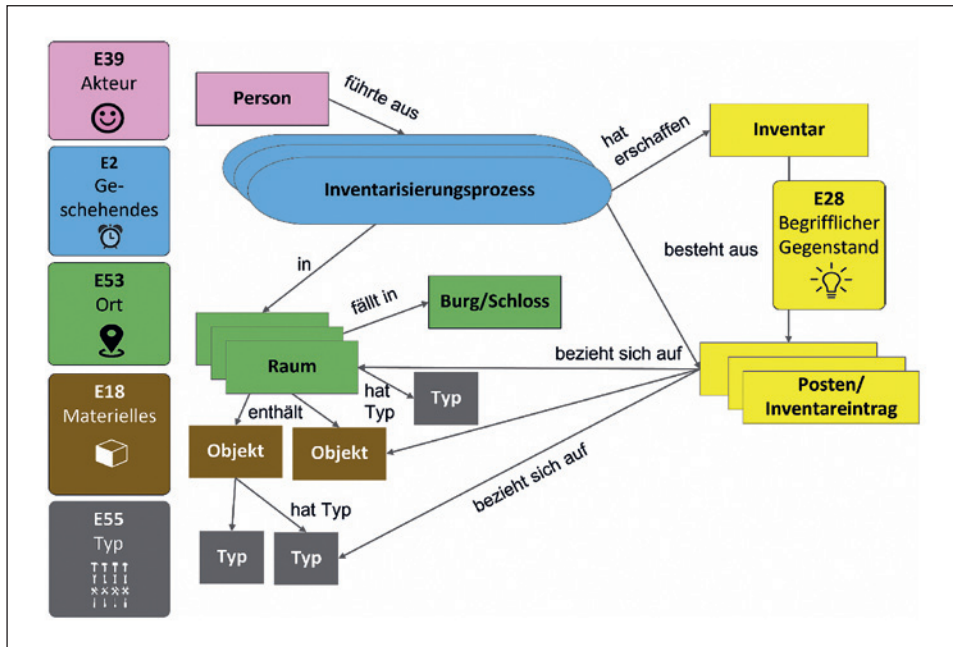 E39
Akteur
E2
Ge-
schehendes
E53
Ort
E18
Materielles
E55
Typ
Person
führte aus
Inventarisierungsprozess
hat
erschaffen
Inventar
E28
Begrifflicher
Gegenstand
besteht aus
in
fällt in
Burg/Schloss
Raum
hat
Typ
Typ
bezieht sich auf
Posten/
Inventareintrag
enthält
Objekt
Objekt
bezieht sich auf
hat Typ
Typ
Typ